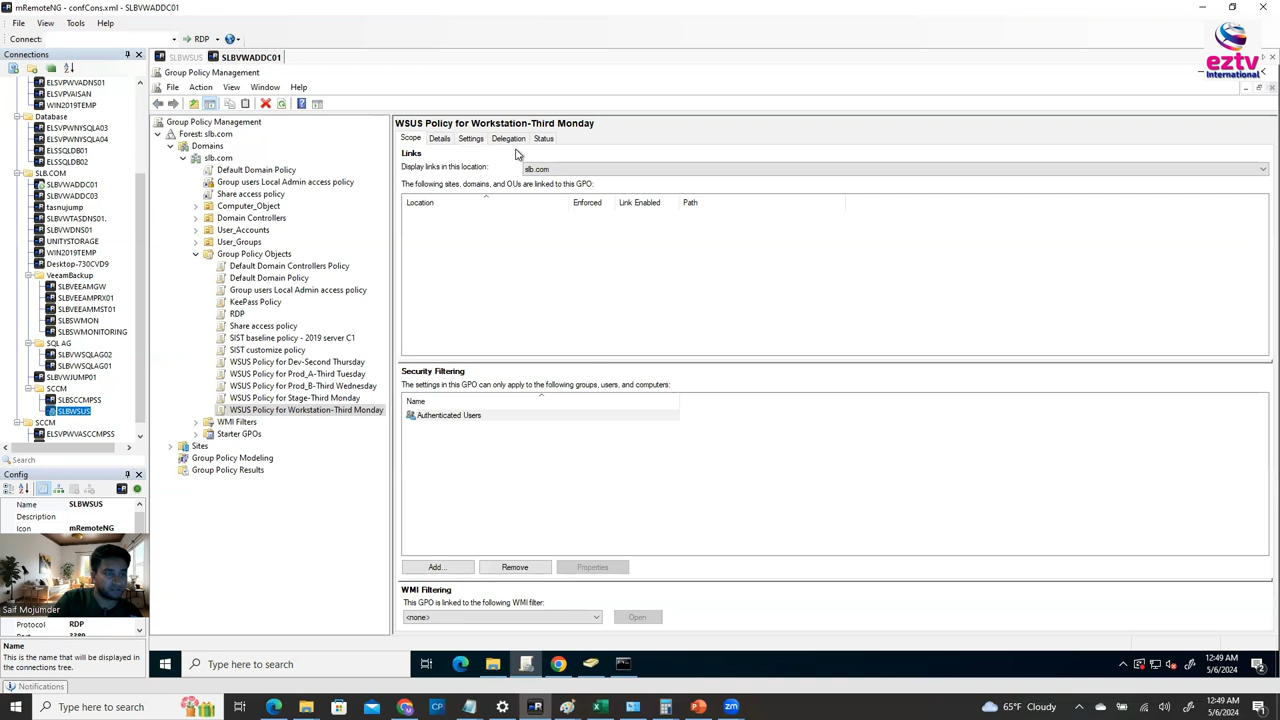 mRemoteNG - confCons.xml - SLBVWADDC01
File View Tools Help
Connect: RDP
eztv
International
Connections
SLBWSUS SLBVWADDC01
ELSVPWVADNS01
ELSVPVAISAN
WIN2019TEMP
Database
ELSVPWNYSQLA03
ELSVPWNYSQLA04
ELSSQLDB01
ELSSQLDB02
SLB.COM
SLBVWADDC01
SLBVWADDC03
tasnujump
SLBVWTASDNS01.
SLBVWDNS01
UNITYSTORAGE
WIN2019TEMP
Desktop-730CVD9
VeeamBackup
SLBVEEAMGW
SLBVEEAMPRX01
SLBVEEAMMST01
SLBSWMON
SLBSWMONITORING
SQL AG
SLBVWSQLAG02
SLBVWSQLAG01
SLBVWJUMP01
SCCM
SLBSCCMPSS
SLBWSUS
SCCM
ELSVPWVASCCMPSS
Search
Config
Name SLBWSUS
Description
Icon mRemoteNG
Saif Mojumder
Protocol RDP
Port 3389
Name
This is the name that will be displayed in the connections tree.
Notifications
Group Policy Management
File Action View Window Help
Group Policy Management
Forest: slb.com
Domains
slb.com
Default Domain Policy
Group users Local Admin access policy
Share access policy
Computer_Object
Domain Controllers
User_Accounts
User_Groups
Group Policy Objects
Default Domain Controllers Policy
Default Domain Policy
Group users Local Admin access policy
KeePass Policy
RDP
Share access policy
SIST baseline policy - 2019 server C1
SIST customize policy
WSUS Policy for Dev-Second Thursday
WSUS Policy for Prod_A-Third Tuesday
WSUS Policy for Prod_B-Third Wednesday
WSUS Policy for Stage-Third Monday
WSUS Policy for Workstation-Third Monday
WMI Filters
Starter GPOs
Sites
Group Policy Modeling
Group Policy Results
WSUS Policy for Workstation-Third Monday
Scope Details Settings Delegation Status
Links
Display links in this location: slb.com
The following sites, domains, and OUs are linked to this GPO:
Location Enforced Link Enabled Path
Security Filtering
The settings in this GPO can only apply to the following groups, users, and computers:
Name
Authenticated Users
Add... Remove Properties
WMI Filtering
This GPO is linked to the following WMI filter:
<none> Open
Type here to search
12:49 AM
5/6/2024
Type here to search
65°F Cloudy
12:49 AM
5/6/2024